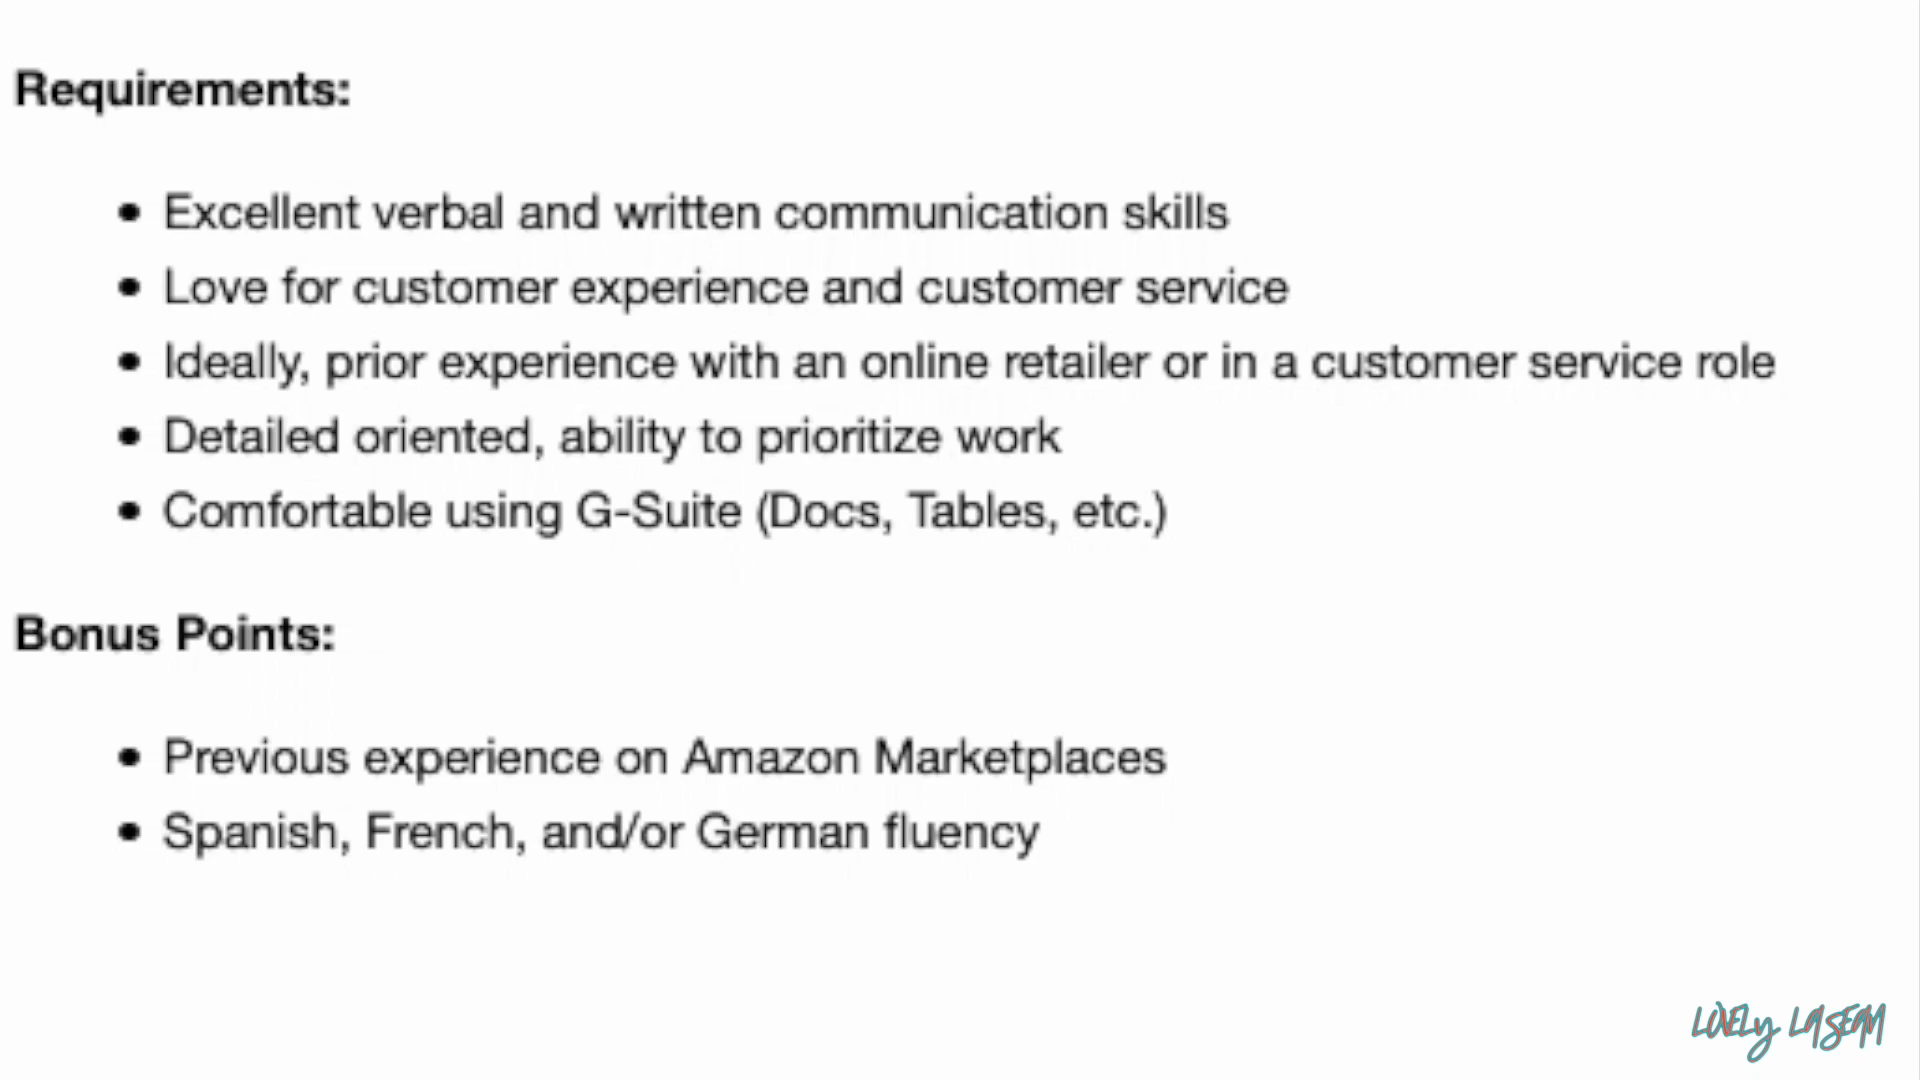 Requirements:
• Excellent verbal and written communication skills
• Love for customer experience and customer service
• Ideally, prior experience with an online retailer or in a customer service role
• Detailed oriented, ability to prioritize work
• Comfortable using G-Suite (Docs, Tables, etc.)
Bonus Points:
• Previous experience on Amazon Marketplaces
• Spanish, French, and/or German fluency
LOVELy LASEAN